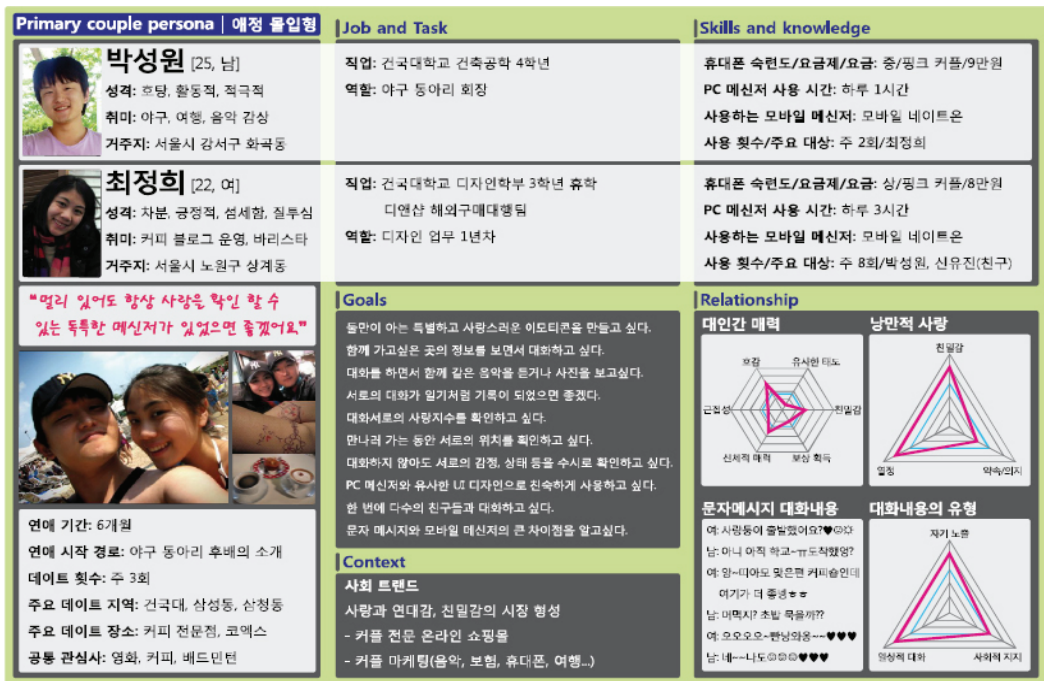 Primary couple persona | 애정 몰입형
박성원 [25, 남]
성격: 호탕, 활동적, 적극적
취미: 야구, 여행, 음악 감상
거주지: 서울시 강서구 화곡동
최정희 [22, 여]
성격: 차분, 긍정적, 섬세함, 질투심
취미: 커피 블로그 운영, 바리스타
거주지: 서울시 노원구 상계동
"멀리 있어도 항상 사랑을 확인 할 수
있는 독특한 메신저가 있었으면 좋겠어요"
연애 기간: 6개월
연애 시작 경로: 야구 동아리 후배의 소개
데이트 횟수: 주 3회
주요 데이트 지역: 건국대, 삼성동, 삼청동
주요 데이트 장소: 커피 전문점, 코엑스
공통 관심사: 영화, 커피, 배드민턴
Job and Task
직업: 건국대학교 건축공학 4학년
역할: 야구 동아리 회장
직업: 건국대학교 디자인학부 3학년 휴학
디앤샵 해외구매대행팀
역할: 디자인 업무 1년차
Goals
둘만이 아는 특별하고 사랑스러운 이모티콘을 만들고 싶다.
함께 가고싶은 곳의 정보를 보면서 대화하고 싶다.
대화를 하면서 함께 같은 음악을 듣거나 사진을 보고싶다.
서로의 대화가 일기처럼 기록이 되었으면 좋겠다.
대화서로의 사랑지수를 확인하고 싶다.
만나러 가는 동안 서로의 위치를 확인하고 싶다.
대화하지 않아도 서로의 감정, 상태 등을 수시로 확인하고 싶다.
PC 메신저와 유사한 UI 디자인으로 친숙하게 사용하고 싶다.
한 번에 다수의 친구들과 대화하고 싶다.
문자 메시지와 모바일 메신저의 큰 차이점을 알고싶다.
Context
사회 트랜드
사랑과 연대감, 친밀감의 시장 형성
- 커플 전문 온라인 쇼핑몰
- 커플 마케팅(음악, 보험, 휴대폰, 여행...)
Skills and knowledge
휴대폰 숙련도/요금제/요금: 중/핑크 커플/9만원
PC 메신저 사용 시간: 하루 1시간
사용하는 모바일 메신저: 모바일 네이트온
사용 횟수/주요 대상: 주 2회/최정희
휴대폰 숙련도/요금제/요금: 상/핑크 커플/8만원
PC 메신저 사용 시간: 하루 3시간
사용하는 모바일 메신저: 모바일 네이트온
사용 횟수/주요 대상: 주 8회/박성원, 신유진(친구)
Relationship
대인간 매력
호감
유사한 태도
근접성
친밀감
신체적 매력
보상 획득
낭만적 사랑
친밀감
열정
약속/의지
문자메시지 대화내용
여: 사랑둥이 출발했어요?♥☺☼
남: 아니 아직 학교~ㅠ도착했엉?
여: 앙~띠아모 맞은편 커피숍인데
여기가 더 좋넹ㅎㅎ
남: 머먹지? 초밥 묵을까??
여: 오오오오~빤낭와옹~~♥♥♥
남: 네~~나도☺☺☺♥♥♥
대화내용의 유형
자기 노출
일상적 대화
사회적 지지